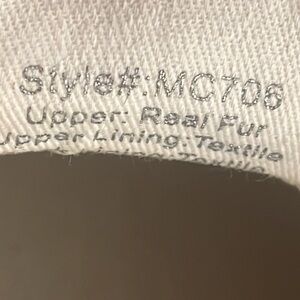 Style#:MC706
Upper: Real Fur
Upper Lining:Textile